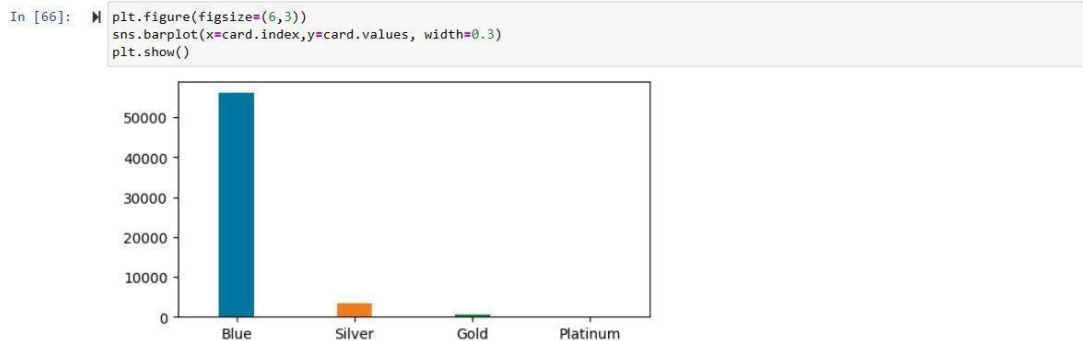 In [66]:
plt.figure(figsize=(6,3))
sns.barplot(x=card.index,y=card.values, width=0.3)
plt.show()
50000
40000
30000
20000
10000
0
Blue Silver Gold Platinum